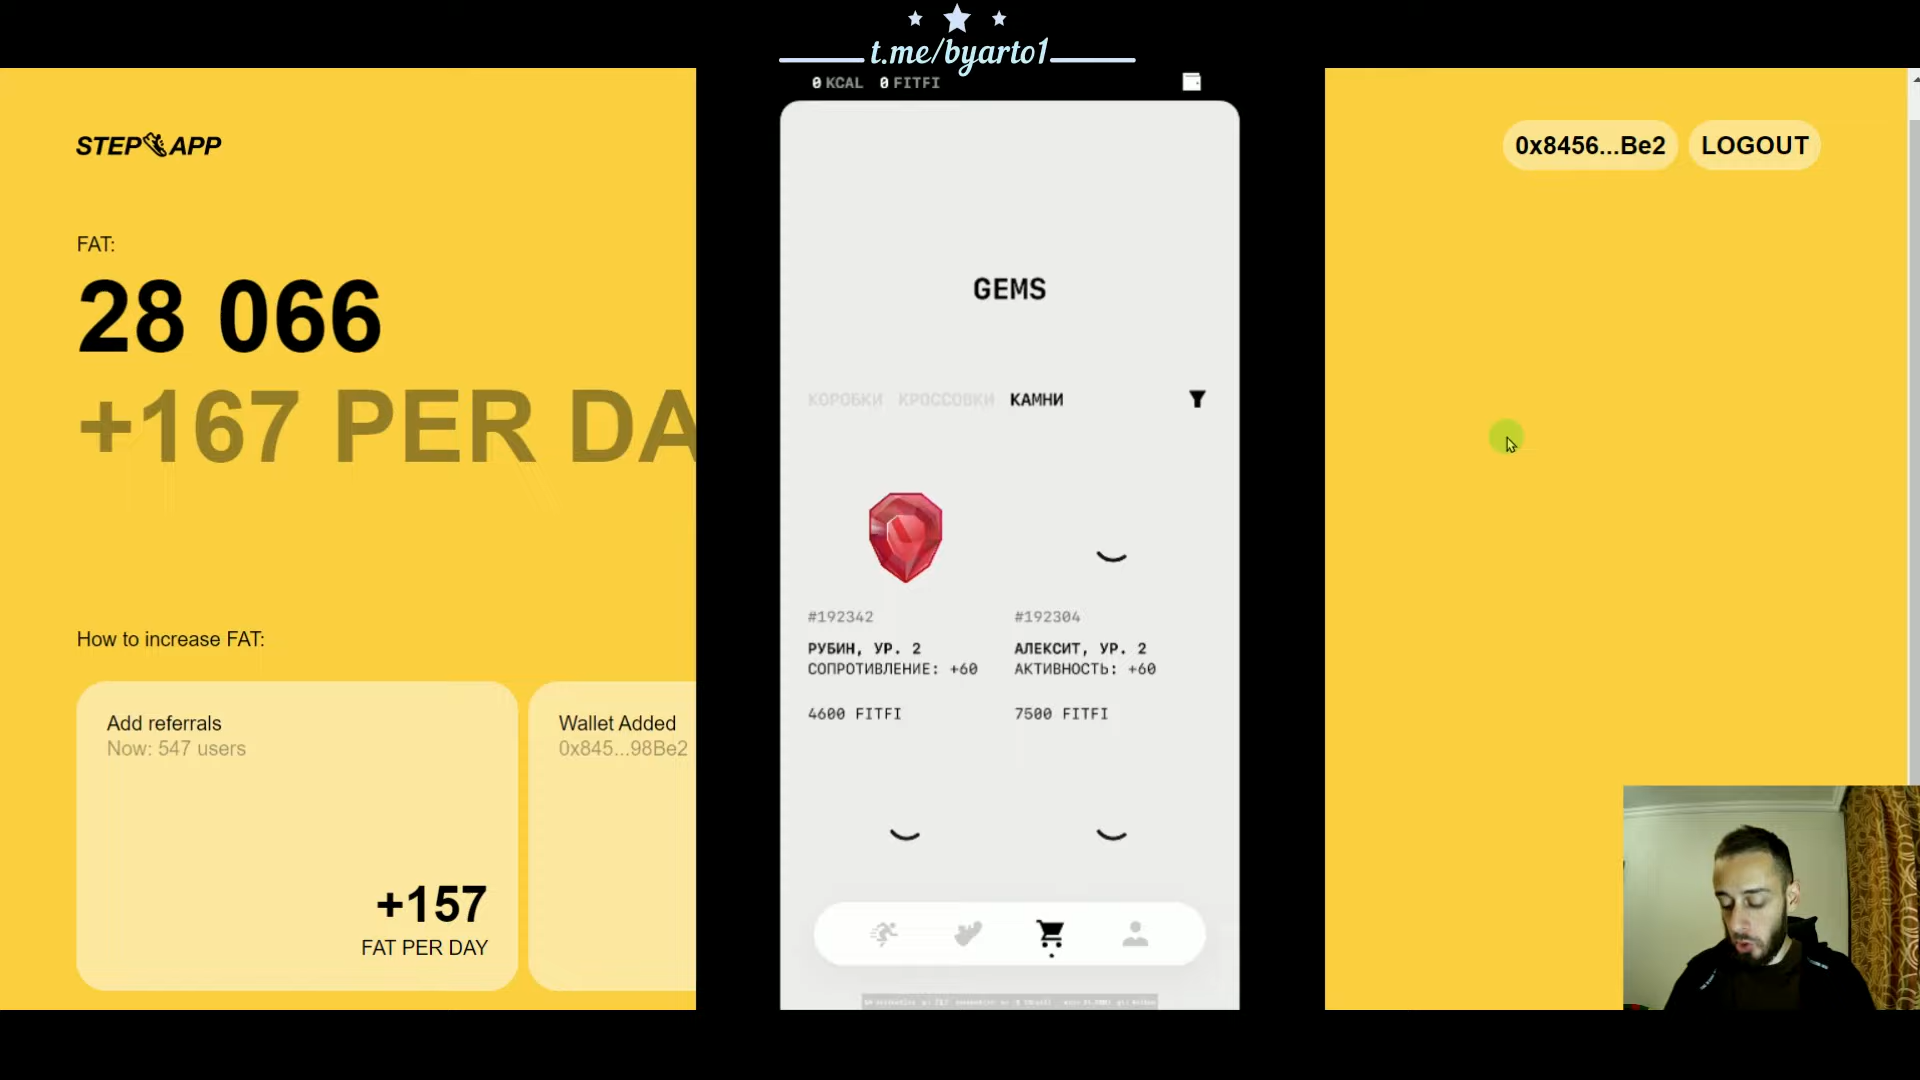 t.me/byarto1
0 KCAL 0 FITFI
STEP APP
0x8456...Be2 LOGOUT
FAT:
28 066
+167 PER DA
GEMS
КОРОБКИ КРОССОВКИ КАМНИ
#192342 #192304
РУБИН, УР. 2 АЛЕКСИТ, УР. 2
СОПРОТИВЛЕНИЕ: +60 АКТИВНОСТЬ: +60
4600 FITFI 7500 FITFI
How to increase FAT:
Add referrals
Now: 547 users
+157
FAT PER DAY
Wallet Added
0x845...98Be2